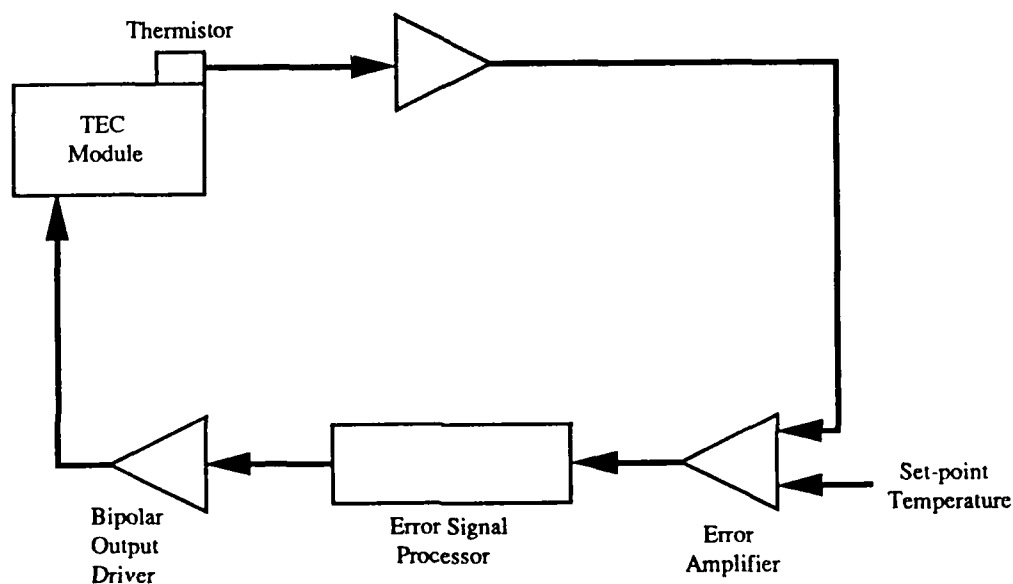 Thermistor
TEC
Module
Set-point
Temperature
Bipolar
Output
Driver
Error Signal
Processor
Error
Amplifier